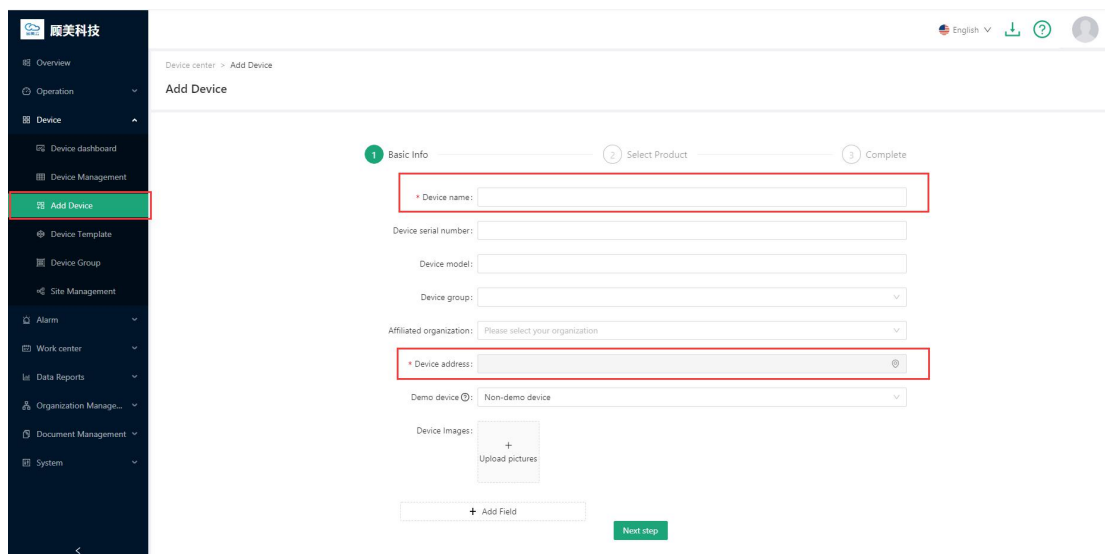 顾美科技
English
Overview
Operation
Device
Device dashboard
Device Management
Add Device
Device Template
Device Group
Site Management
Alarm
Work center
Data Reports
Organization Manage...
Document Management
System
Device center > Add Device
Add Device
1 Basic Info
2 Select Product
3 Complete
* Device name:
Device serial number:
Device model:
Device group:
Affiliated organization: Please select your organization
* Device address:
Demo device ?: Non-demo device
Device Images:
+
Upload pictures
+ Add Field
Next step